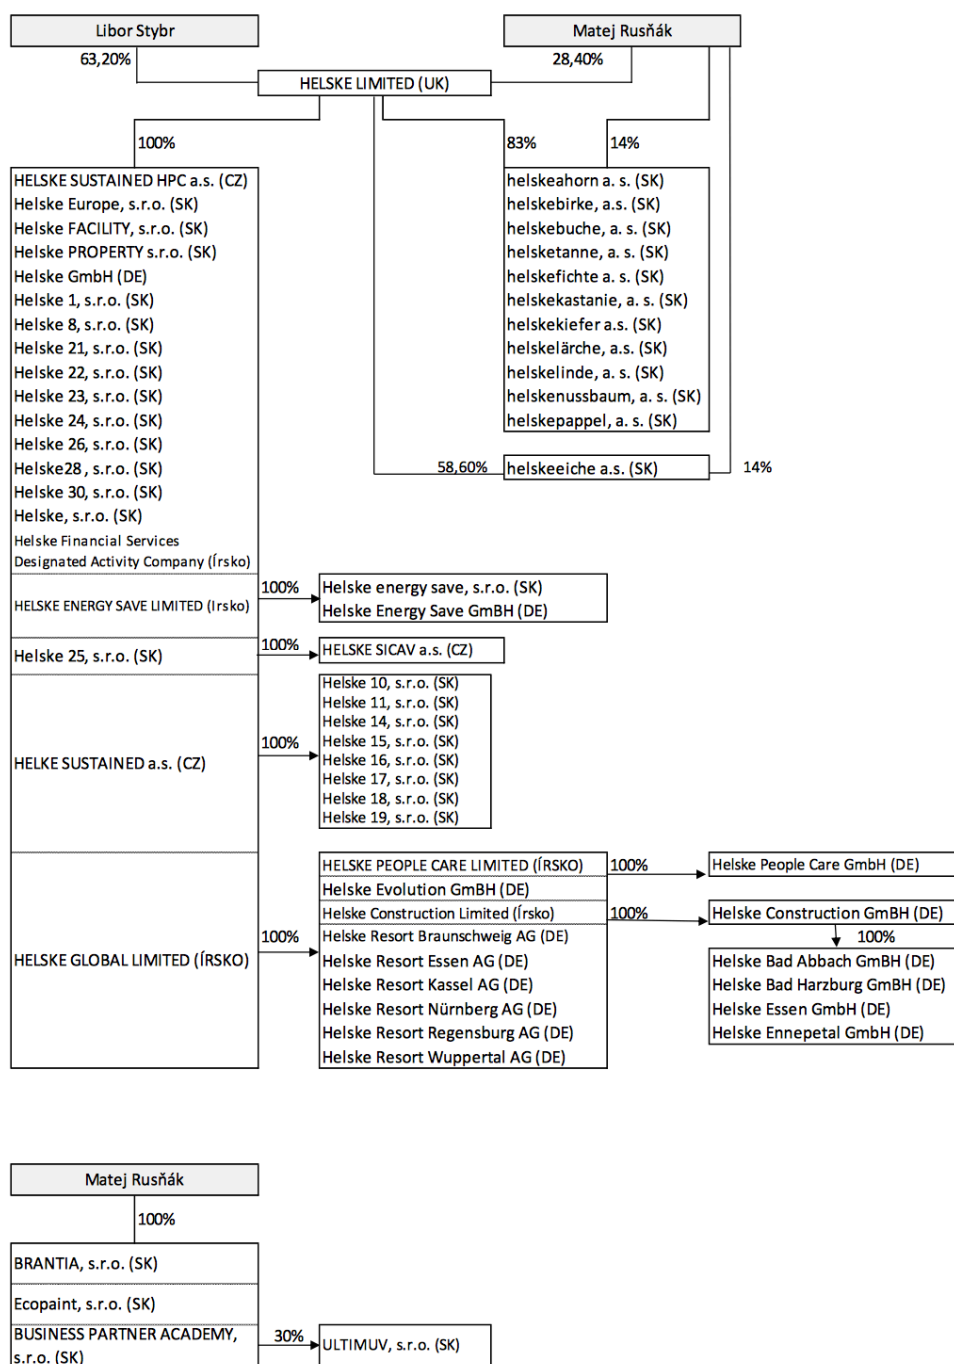 Libor Stybr
Matej Rusňák
63,20%
28,40%
HELSKE LIMITED (UK)
100%
83%
14%
HELSKE SUSTAINED HPC a.s. (CZ)
Helske Europe, s.r.o. (SK)
Helske FACILITY, s.r.o. (SK)
Helske PROPERTY s.r.o. (SK)
Helske GmbH (DE)
Helske 1, s.r.o. (SK)
Helske 8, s.r.o. (SK)
Helske 21, s.r.o. (SK)
Helske 22, s.r.o. (SK)
Helske 23, s.r.o. (SK)
Helske 24, s.r.o. (SK)
Helske 26, s.r.o. (SK)
Helske28 , s.r.o. (SK)
Helske 30, s.r.o. (SK)
Helske, s.r.o. (SK)
Helske Financial Services
Designated Activity Company (Írsko)
helskeahorn a. s. (SK)
helskebirke, a.s. (SK)
helskebuche, a. s. (SK)
helsketanne, a. s. (SK)
helskefichte a. s. (SK)
helskekastanie, a. s. (SK)
helskekiefer a.s. (SK)
helskelärche, a.s. (SK)
helskelinde, a. s. (SK)
helskenussbaum, a. s. (SK)
helskepappel, a. s. (SK)
58,60%
helskeeiche a.s. (SK)
14%
HELSKE ENERGY SAVE LIMITED (Irsko)
100%
Helske energy save, s.r.o. (SK)
Helske Energy Save GmBH (DE)
Helske 25, s.r.o. (SK)
100%
HELSKE SICAV a.s. (CZ)
HELKE SUSTAINED a.s. (CZ)
100%
Helske 10, s.r.o. (SK)
Helske 11, s.r.o. (SK)
Helske 14, s.r.o. (SK)
Helske 15, s.r.o. (SK)
Helske 16, s.r.o. (SK)
Helske 17, s.r.o. (SK)
Helske 18, s.r.o. (SK)
Helske 19, s.r.o. (SK)
HELSKE GLOBAL LIMITED (ÍRSKO)
100%
HELSKE PEOPLE CARE LIMITED (ÍRSKO)
Helske Evolution GmBH (DE)
Helske Construction Limited (Írsko)
Helske Resort Braunschweig AG (DE)
Helske Resort Essen AG (DE)
Helske Resort Kassel AG (DE)
Helske Resort Nürnberg AG (DE)
Helske Resort Regensburg AG (DE)
Helske Resort Wuppertal AG (DE)
100%
Helske People Care GmbH (DE)
100%
Helske Construction GmBH (DE)
100%
Helske Bad Abbach GmBH (DE)
Helske Bad Harzburg GmBH (DE)
Helske Essen GmbH (DE)
Helske Ennepetal GmbH (DE)
Matej Rusňák
100%
BRANTIA, s.r.o. (SK)
Ecopaint, s.r.o. (SK)
BUSINESS PARTNER ACADEMY,
s.r.o. (SK)
30%
ULTIMUV, s.r.o. (SK)